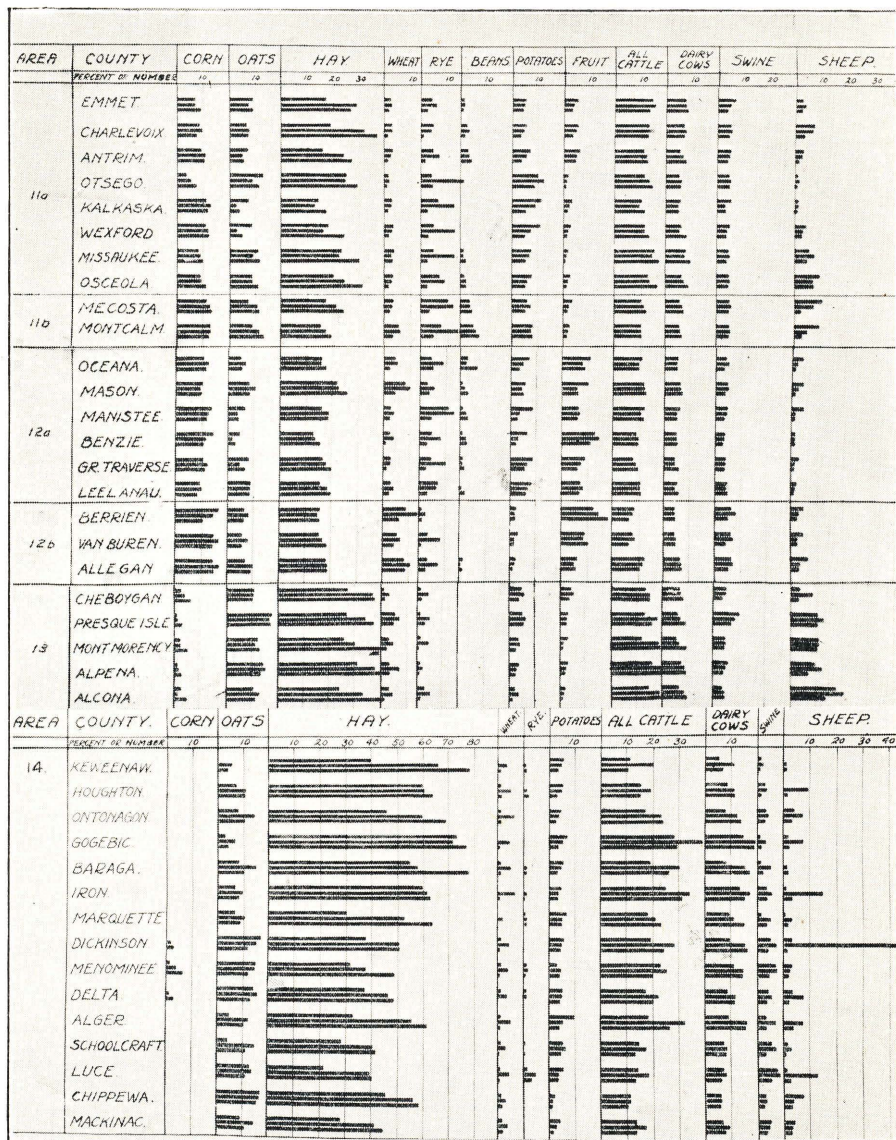 AREA COUNTY CORN OATS HAY WHEAT RYE BEANS POTATOES FRUIT ALL CATTLE DAIRY COWS SWINE SHEEP.
PERCENT OR NUMBER 10 10 10 20 30 10 10 10 10 10 10 10 10 20 10 20 30
EMMET.
CHARLEVOIX
ANTRIM.
OTSEGO.
11a
KALKASKA.
WEXFORD
MISSAUKEE.
OSCEOLA.
MECOSTA.
11b
MONTCALM.
OCEANA.
MASON.
MANISTEE.
12a
BENZIE.
GR. TRAVERSE.
LEELANAU.
BERRIEN.
12b VAN BUREN.
ALLEGAN
CHEBOYGAN
PRESQUE ISLE
13 MONTMORENCY
ALPENA.
ALCONA.
AREA COUNTY. CORN OATS HAY. WHEAT RYE. POTATOES ALL CATTLE DAIRY COWS SWINE SHEEP.
PERCENT OR NUMBER 10 10 10 20 30 40 50 60 70 80 10 10 20 30 10 10 20 30 40
14. KEWEENAW.
HOUGHTON.
ONTONAGON
GOGEBIC.
BARAGA.
IRON.
MARQUETTE
DICKINSON
MENOMINEE
DELTA.
ALGER.
SCHOOLCRAFT
LUCE.
CHIPPEWA.
MACKINAC.